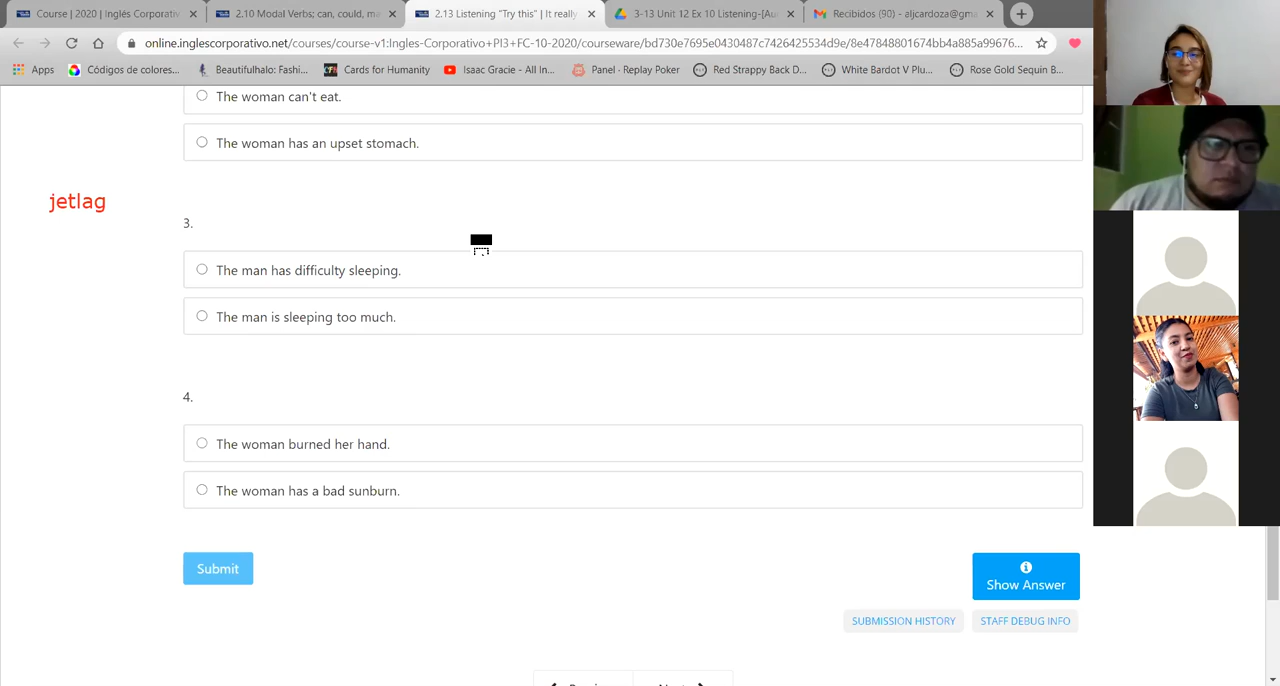 Course | 2020 | Inglés Corporativ
2.10 Modal Verbs; can, could, m
2.13 Listening "Try this" | It really
3-13 Unit 12 Ex 10 Listening-[Au
Recibidos (90) - aljcardoza@gma
online.inglescorporativo.net/courses/course-v1:Ingles-Corporativo+PI3+FC-10-2020/courseware/bd730e7695e0430487c7426425534d9e/8e47848801674bb4a885a99676...
Apps
Códigos de colores...
Beautifulhalo: Fashi...
Cards for Humanity
Isaac Gracie - All In...
Panel · Replay Poker
Red Strappy Back D...
White Bardot V Plu...
Rose Gold Sequin B...
The woman can't eat.
The woman has an upset stomach.
jetlag
3.
The man has difficulty sleeping.
The man is sleeping too much.
4.
The woman burned her hand.
The woman has a bad sunburn.
Submit
Show Answer
SUBMISSION HISTORY
STAFF DEBUG INFO